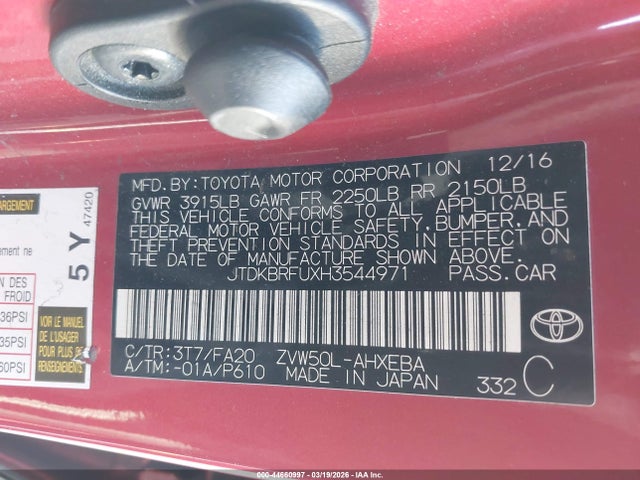 MFD.BY:TOYOTA MOTOR CORPORATION 12/16
GVWR 3915LB GAWR FR 2250LB RR 2150LB
THIS VEHICLE CONFORMS TO ALL APPLICABLE
FEDERAL MOTOR VEHICLE SAFETY,BUMPER,AND
THEFT PREVENTION STANDARDS IN EFFECT ON
THE DATE OF MANUFACTURE SHOWN ABOVE.
JTDKBRFUXH3544971 PASS.CAR
C/TR:3T7/FA20 ZVW50L-AHXEBA
A/TM:-01A/P610 MADE IN JAPAN 332 C
TOYOTA
ARGEMENT
5 Y 47420
ne
ON DES
FROID
36PSI
35PSI
60PSI
VOIR LE
MANUEL DE
L'USAGER
POUR PLUS DE
000-44660997 - 03/19/2026 - IAA Inc.